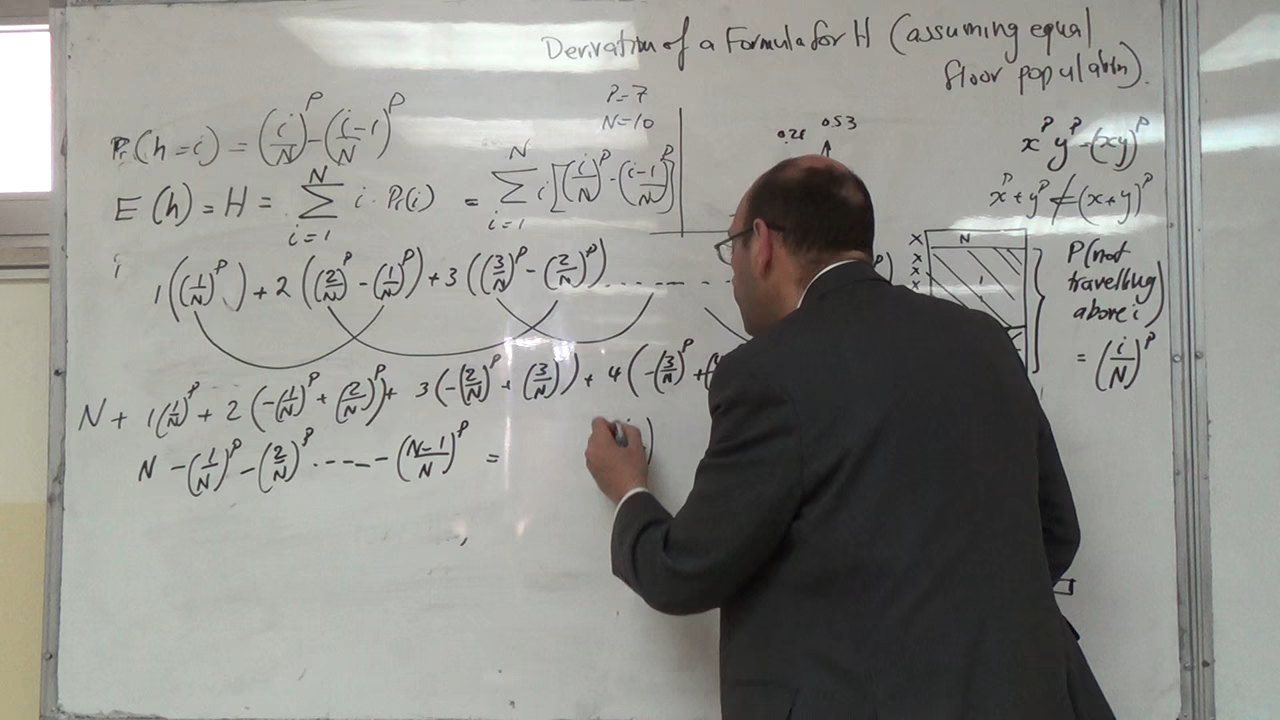 Derivation of a Formula for H (assuming equal
floor population).
P=7
N=10
Pr(h=i) = (i/N)^P - (i-1/N)^P
E(h) = H = Σ_{i=1}^{N} i · Pr(i) = Σ_{i=1}^{N} i [(i/N)^P - (i-1/N)^P]
i
1((1/N)^P) + 2((2/N)^P - (1/N)^P) + 3((3/N)^P - (2/N)^P) ..... - - -
N + 1(1/N)^P + 2(-(1/N)^P + (2/N)^P) + 3(-(2/N)^P + (3/N)^P) + 4(-(3/N)^P +
N - (1/N)^P - (2/N)^P ..---- - (N-1/N)^P =
0.53
x^P y^P = (xy)^P
x^P + y^P ≠ (x+y)^P
x
x
x
x
N
P(not
travelling
above i)
= (i/N)^P